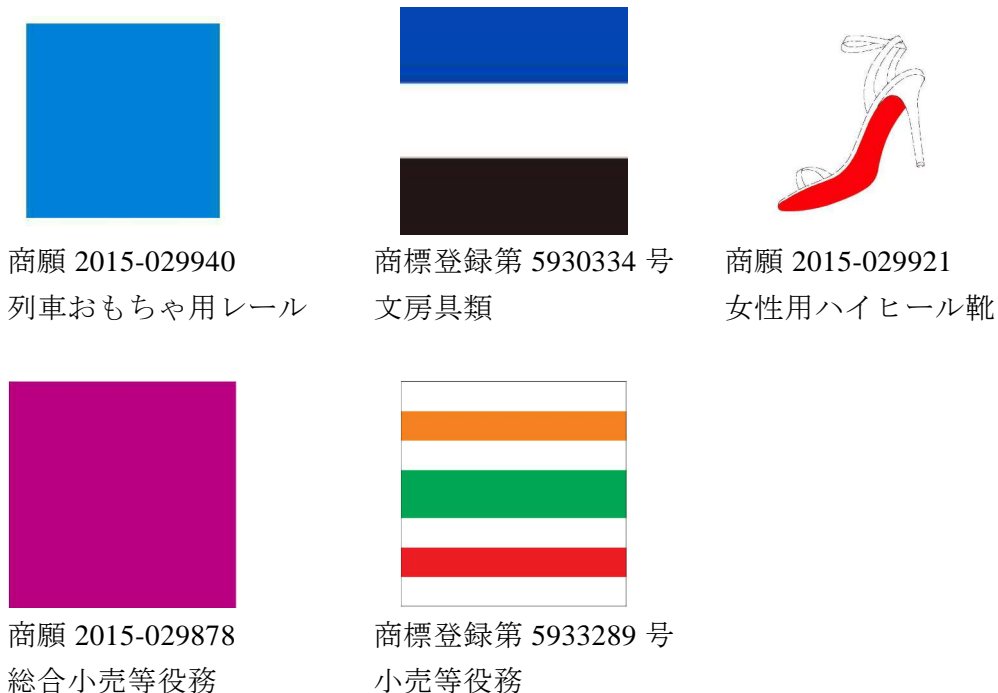 商願 2015-029940
列車おもちゃ用レール
商標登録第 5930334 号
文房具類
商願 2015-029921
女性用ハイヒール靴
商願 2015-029878
総合小売等役務
商標登録第 5933289 号
小売等役務